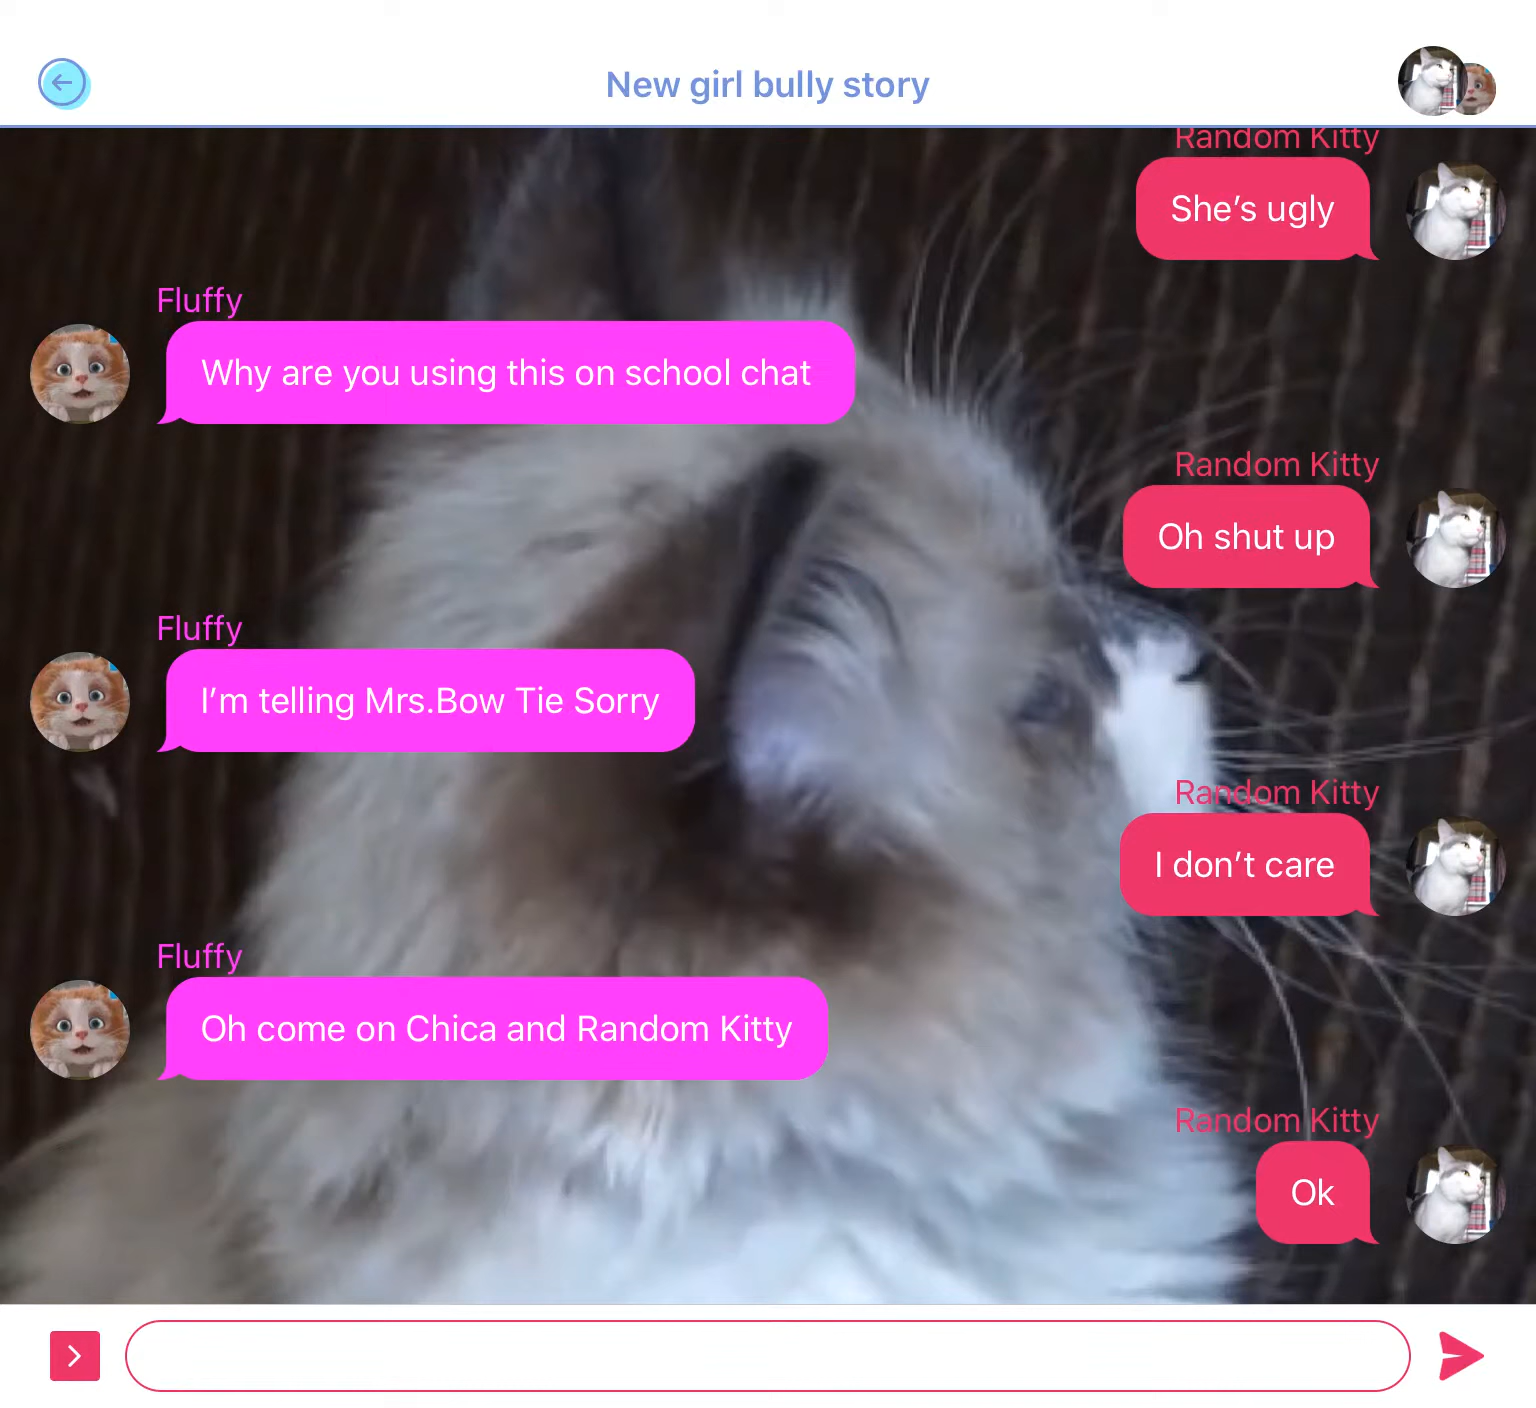 New girl bully story
Random Kitty
She’s ugly
Fluffy
Why are you using this on school chat
Random Kitty
Oh shut up
Fluffy
I’m telling Mrs.Bow Tie Sorry
Random Kitty
I don’t care
Fluffy
Oh come on Chica and Random Kitty
Random Kitty
Ok